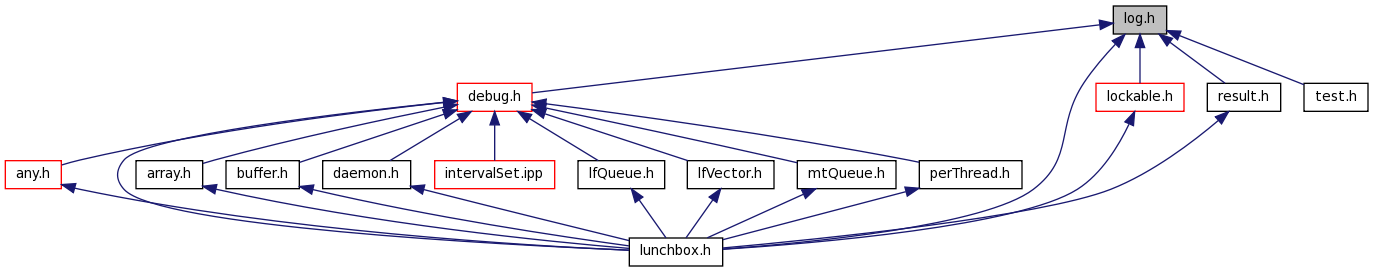 log.h
debug.h
lockable.h
result.h
test.h
any.h
array.h
buffer.h
daemon.h
intervalSet.ipp
lfQueue.h
lfVector.h
mtQueue.h
perThread.h
lunchbox.h